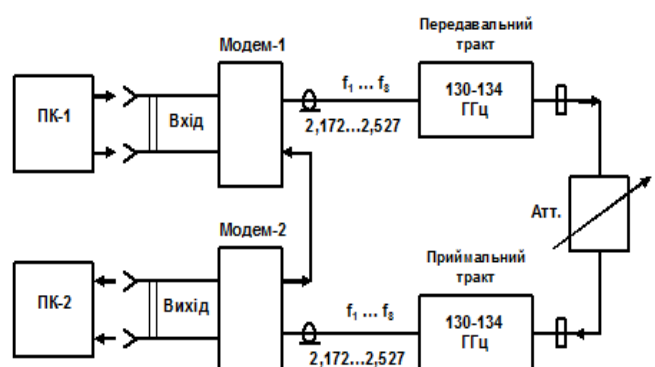 Передавальний
тракт
Модем-1
ПК-1
Вхід
f₁ ... f₈
2,172...2,527
130-134
ГГц
Атт.
Модем-2
Приймальний
тракт
ПК-2
Вихід
f₁ ... f₈
2,172...2,527
130-134
ГГц